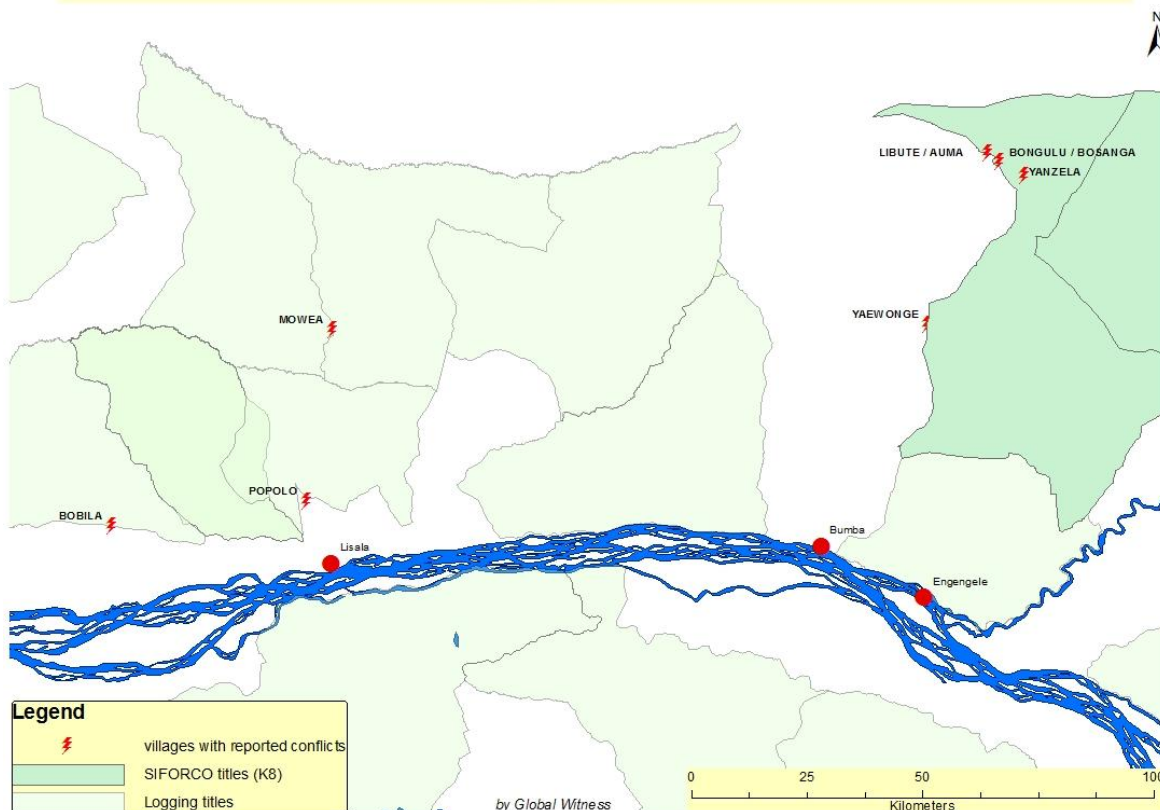 N
LIBUTE / AUMA
BONGULU / BOSANGA
YANZELA
YAEWONGE
MOWEA
POPOLO
BOBILA
Lisala
Bumba
Engengele
Legend
villages with reported conflicts
SIFORCO titles (K8)
Logging titles
by Global Witness
0 25 50 100
Kilometers